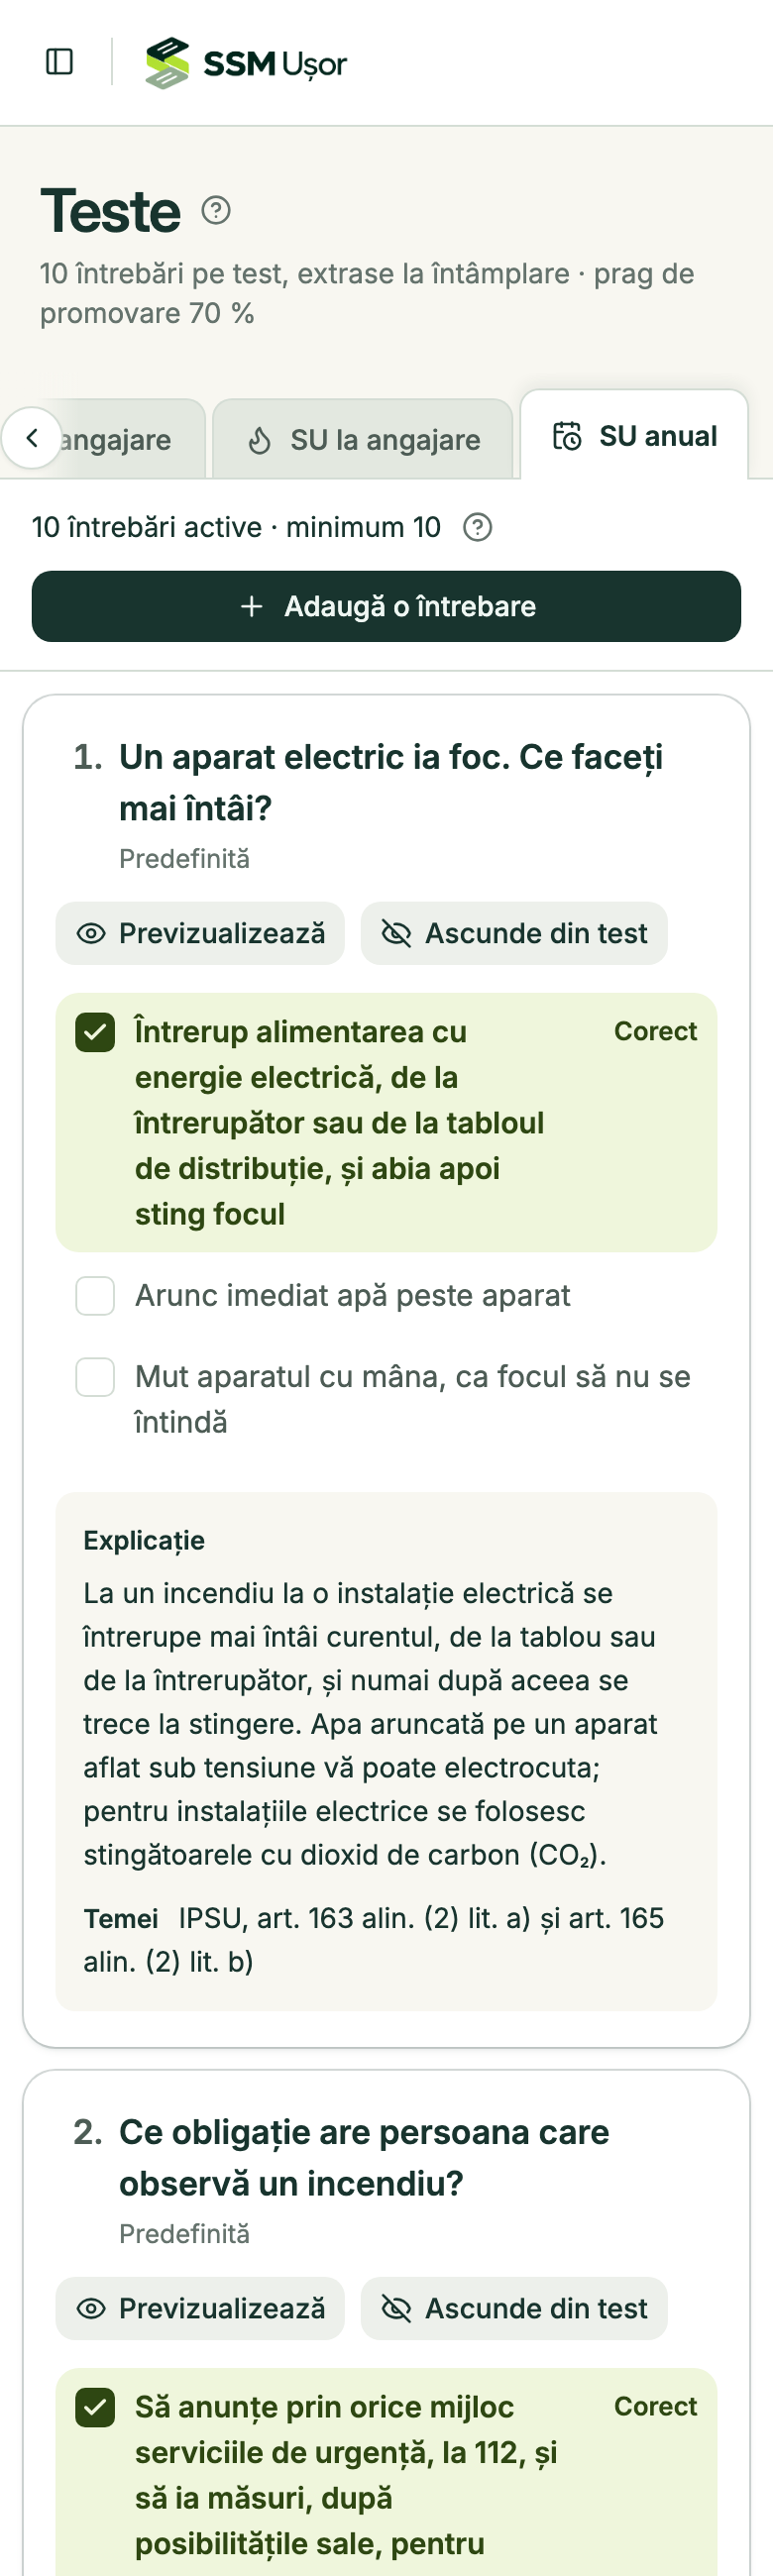 SSM Ușor
Teste
10 întrebări pe test, extrase la întâmplare · prag de
promovare 70 %
angajare
SU la angajare
SU anual
10 întrebări active · minimum 10
Adaugă o întrebare
1. Un aparat electric ia foc. Ce faceți
mai întâi?
Predefinită
Previzualizează
Ascunde din test
Întrerup alimentarea cu
energie electrică, de la
întrerupător sau de la tabloul
de distribuție, și abia apoi
sting focul
Corect
Arunc imediat apă peste aparat
Mut aparatul cu mâna, ca focul să nu se
întindă
Explicație
La un incendiu la o instalație electrică se
întrerupe mai întâi curentul, de la tablou sau
de la întrerupător, și numai după aceea se
trece la stingere. Apa aruncată pe un aparat
aflat sub tensiune vă poate electrocuta;
pentru instalațiile electrice se folosesc
stingătoarele cu dioxid de carbon (CO₂).
Temei IPSU, art. 163 alin. (2) lit. a) și art. 165
alin. (2) lit. b)
2. Ce obligație are persoana care
observă un incendiu?
Predefinită
Previzualizează
Ascunde din test
Să anunțe prin orice mijloc
serviciile de urgență, la 112, și
să ia măsuri, după
posibilitățile sale, pentru
Corect